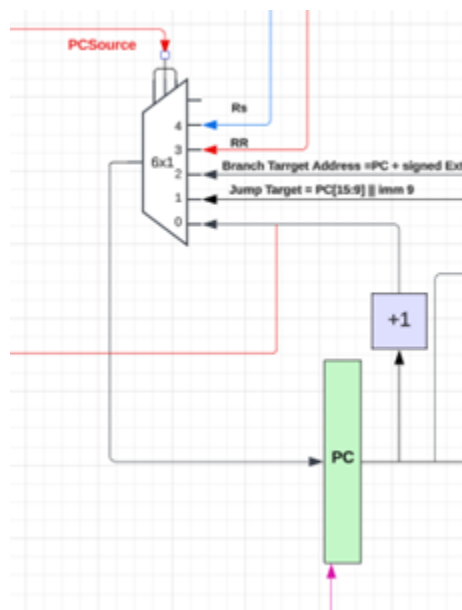 PCSource
Rs
4
RR
3
6x1
Branch Tarrget Address =PC + signed Ext
2
Jump Target = PC[15:9] || imm 9
1
0
+1
PC